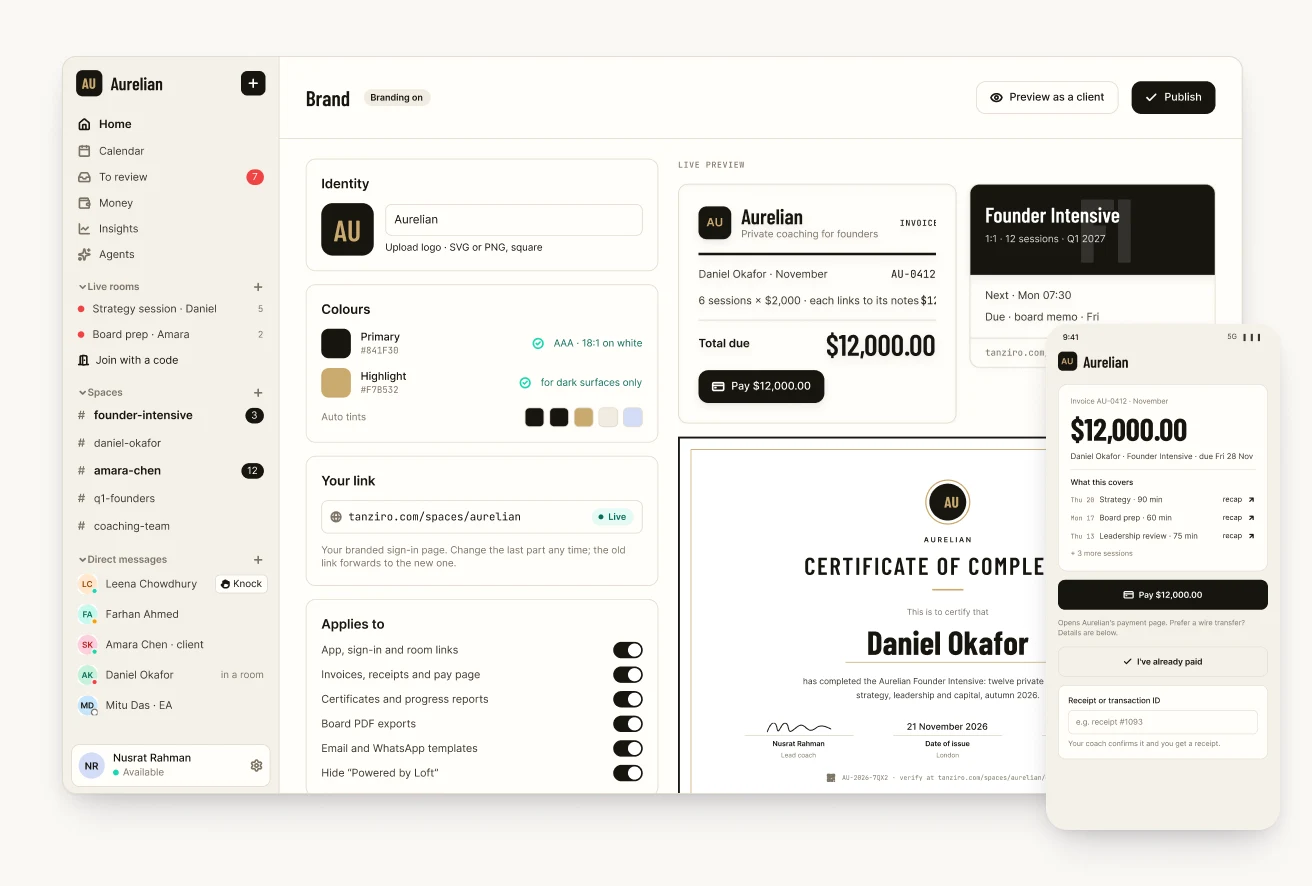 AU Aurelian +
Home
Calendar
To review 7
Money
Insights
Agents
Live rooms +
Strategy session · Daniel 5
Board prep · Amara 2
Join with a code
Spaces +
# founder-intensive 3
# daniel-okafor
# amara-chen 12
# q1-founders
# coaching-team
Direct messages +
LC Leena Chowdhury Knock
FA Farhan Ahmed
SK Amara Chen · client
AK Daniel Okafor in a room
MD Mitu Das · EA
NR Nusrat Rahman
Available
Brand Branding on
Preview as a client
Publish
Identity
AU Aurelian
Upload logo · SVG or PNG, square
Colours
Primary
#841F30
AAA · 18:1 on white
Highlight
#F78532
for dark surfaces only
Auto tints
Your link
tanziro.com/spaces/aurelian Live
Your branded sign-in page. Change the last part any time; the old
link forwards to the new one.
Applies to
App, sign-in and room links
Invoices, receipts and pay page
Certificates and progress reports
Board PDF exports
Email and WhatsApp templates
Hide “Powered by Loft”
LIVE PREVIEW
AU Aurelian
Private coaching for founders
INVOICE
Daniel Okafor · November AU-0412
6 sessions × $2,000 · each links to its notes $12
Total due $12,000.00
Pay $12,000.00
FI
Founder Intensive
1:1 · 12 sessions · Q1 2027
Next · Mon 07:30
Due · board memo · Fri
tanziro.com
AU
AURELIAN
CERTIFICATE OF COMPLE
This is to certify that
Daniel Okafor
has completed the Aurelian Founder Intensive: twelve private
strategy, leadership and capital, autumn 2026.
Nusrat Rahman
Lead coach
21 November 2026
Date of issue
London
AU-2026-7QX2 · verify at tanziro.com/spaces/aurelian/
9:41 5G
AU Aurelian
Invoice AU-0412 · November
$12,000.00
Daniel Okafor · Founder Intensive · due Fri 28 Nov
What this covers
Thu 20 Strategy · 90 min recap
Mon 17 Board prep · 60 min recap
Thu 13 Leadership review · 75 min recap
+ 3 more sessions
Pay $12,000.00
Opens Aurelian's payment page. Prefer a wire transfer?
Details are below.
I've already paid
Receipt or transaction ID
e.g. receipt #1093
Your coach confirms it and you get a receipt.